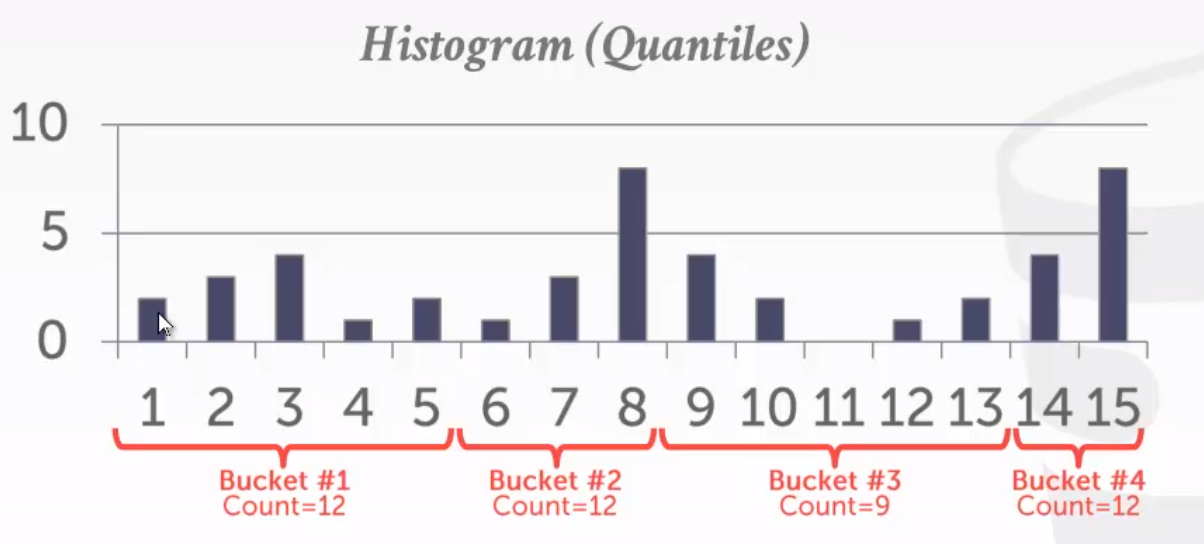 Histogram (Quantiles)
10
5
0
1 2 3 4 5 6 7 8 9 10 11 12 13 14 15
Bucket #1 Bucket #2 Bucket #3 Bucket #4
Count=12 Count=12 Count=9 Count=12